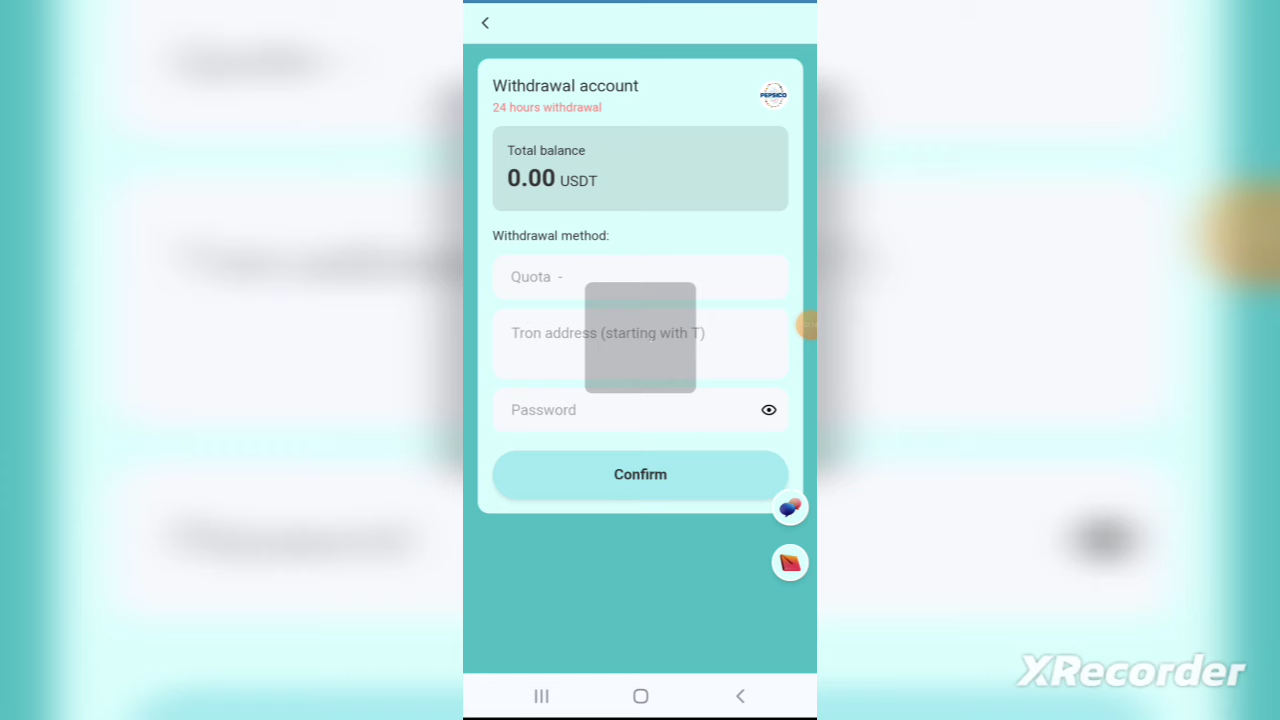 Withdrawal account
24 hours withdrawal
PEPSICO
Total balance
0.00 USDT
Withdrawal method:
Quota -
Tron address (starting with T)
Password
Confirm
XRecorder